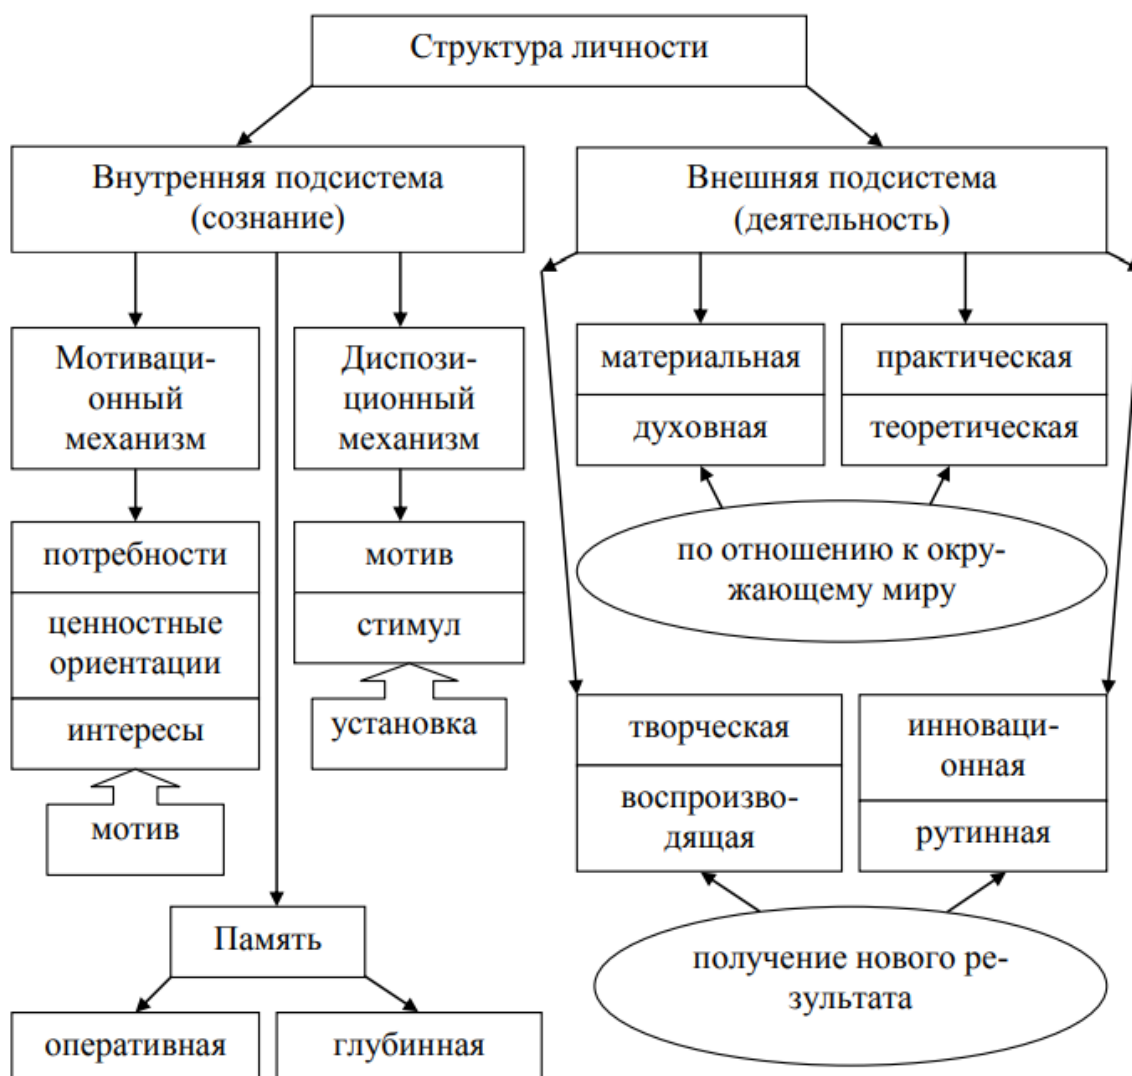 Структура личности
Внутренняя подсистема
(сознание)
Внешняя подсистема
(деятельность)
Мотиваци-
онный
механизм
Диспози-
ционный
механизм
материальная
духовная
практическая
теоретическая
по отношению к окру-
жающему миру
потребности
ценностные
ориентации
интересы
мотив
мотив
стимул
установка
творческая
воспроизво-
дящая
инноваци-
онная
рутинная
получение нового ре-
зультата
Память
оперативная
глубинная